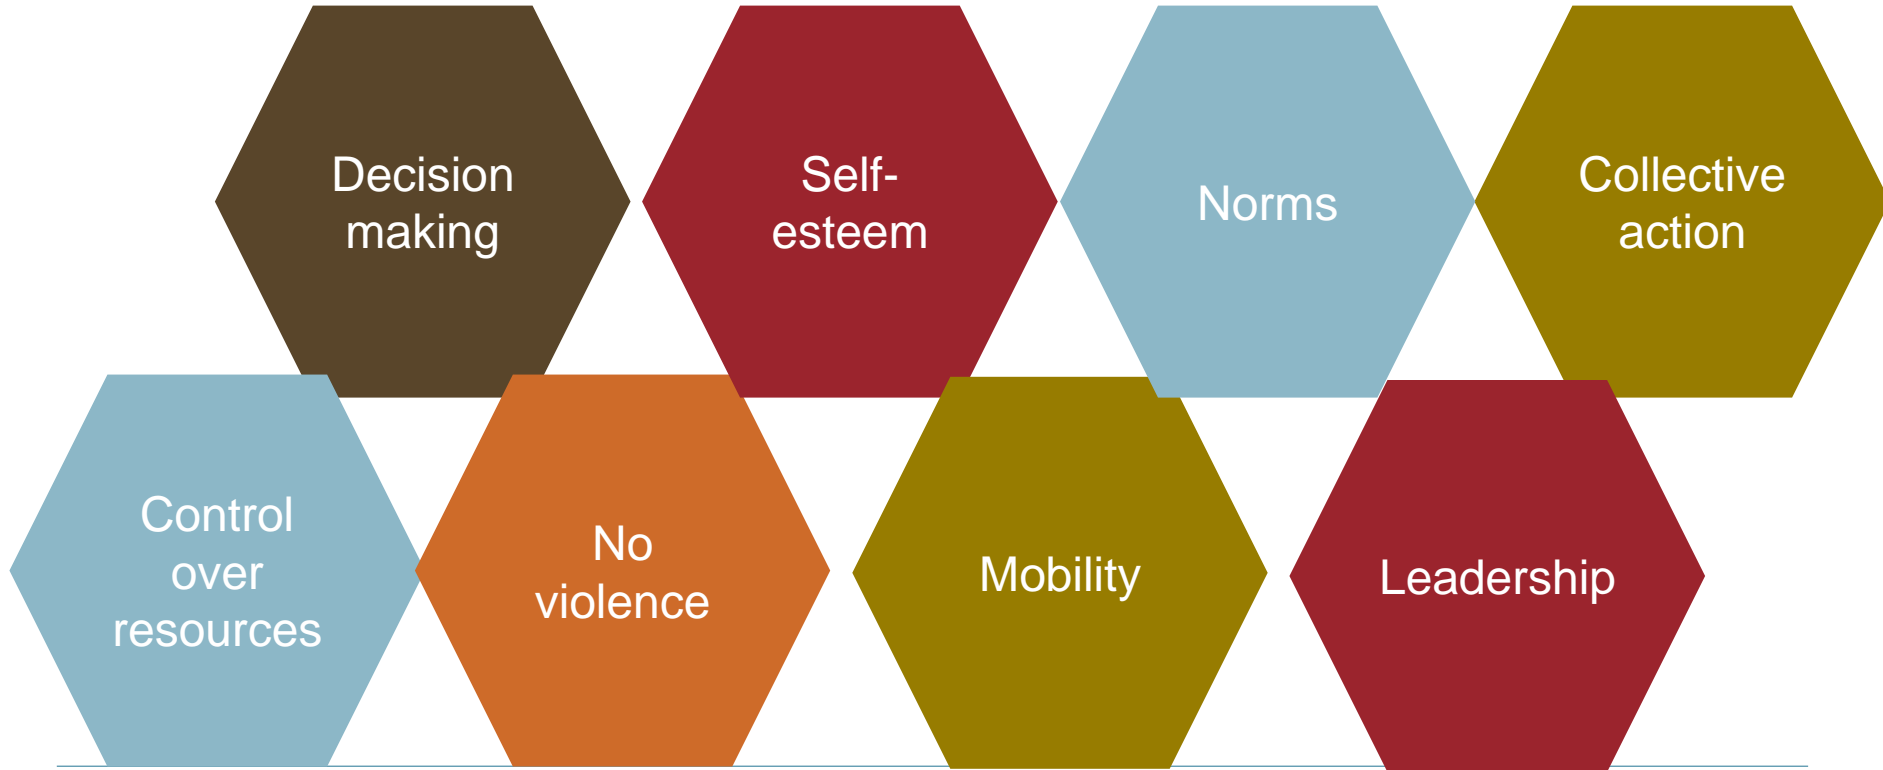 Decision
making
Self-
esteem
Norms
Collective
action
Control
over
resources
No
violence
Mobility
Leadership